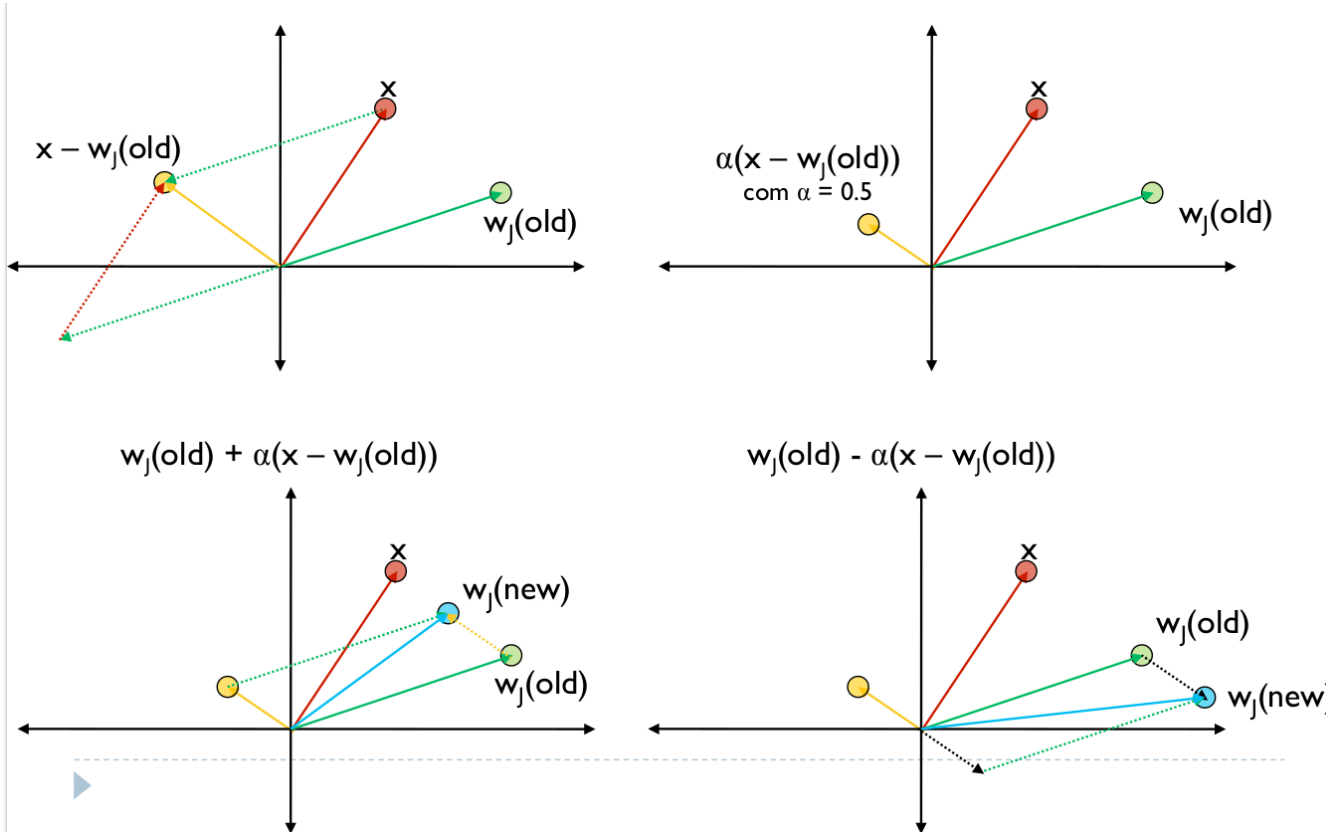 x
x – wⱼ(old)
wⱼ(old)
x
α(x – wⱼ(old))
com α = 0.5
wⱼ(old)
wⱼ(old) + α(x – wⱼ(old))
x
wⱼ(new)
wⱼ(old)
wⱼ(old) - α(x – wⱼ(old))
x
wⱼ(old)
wⱼ(new)